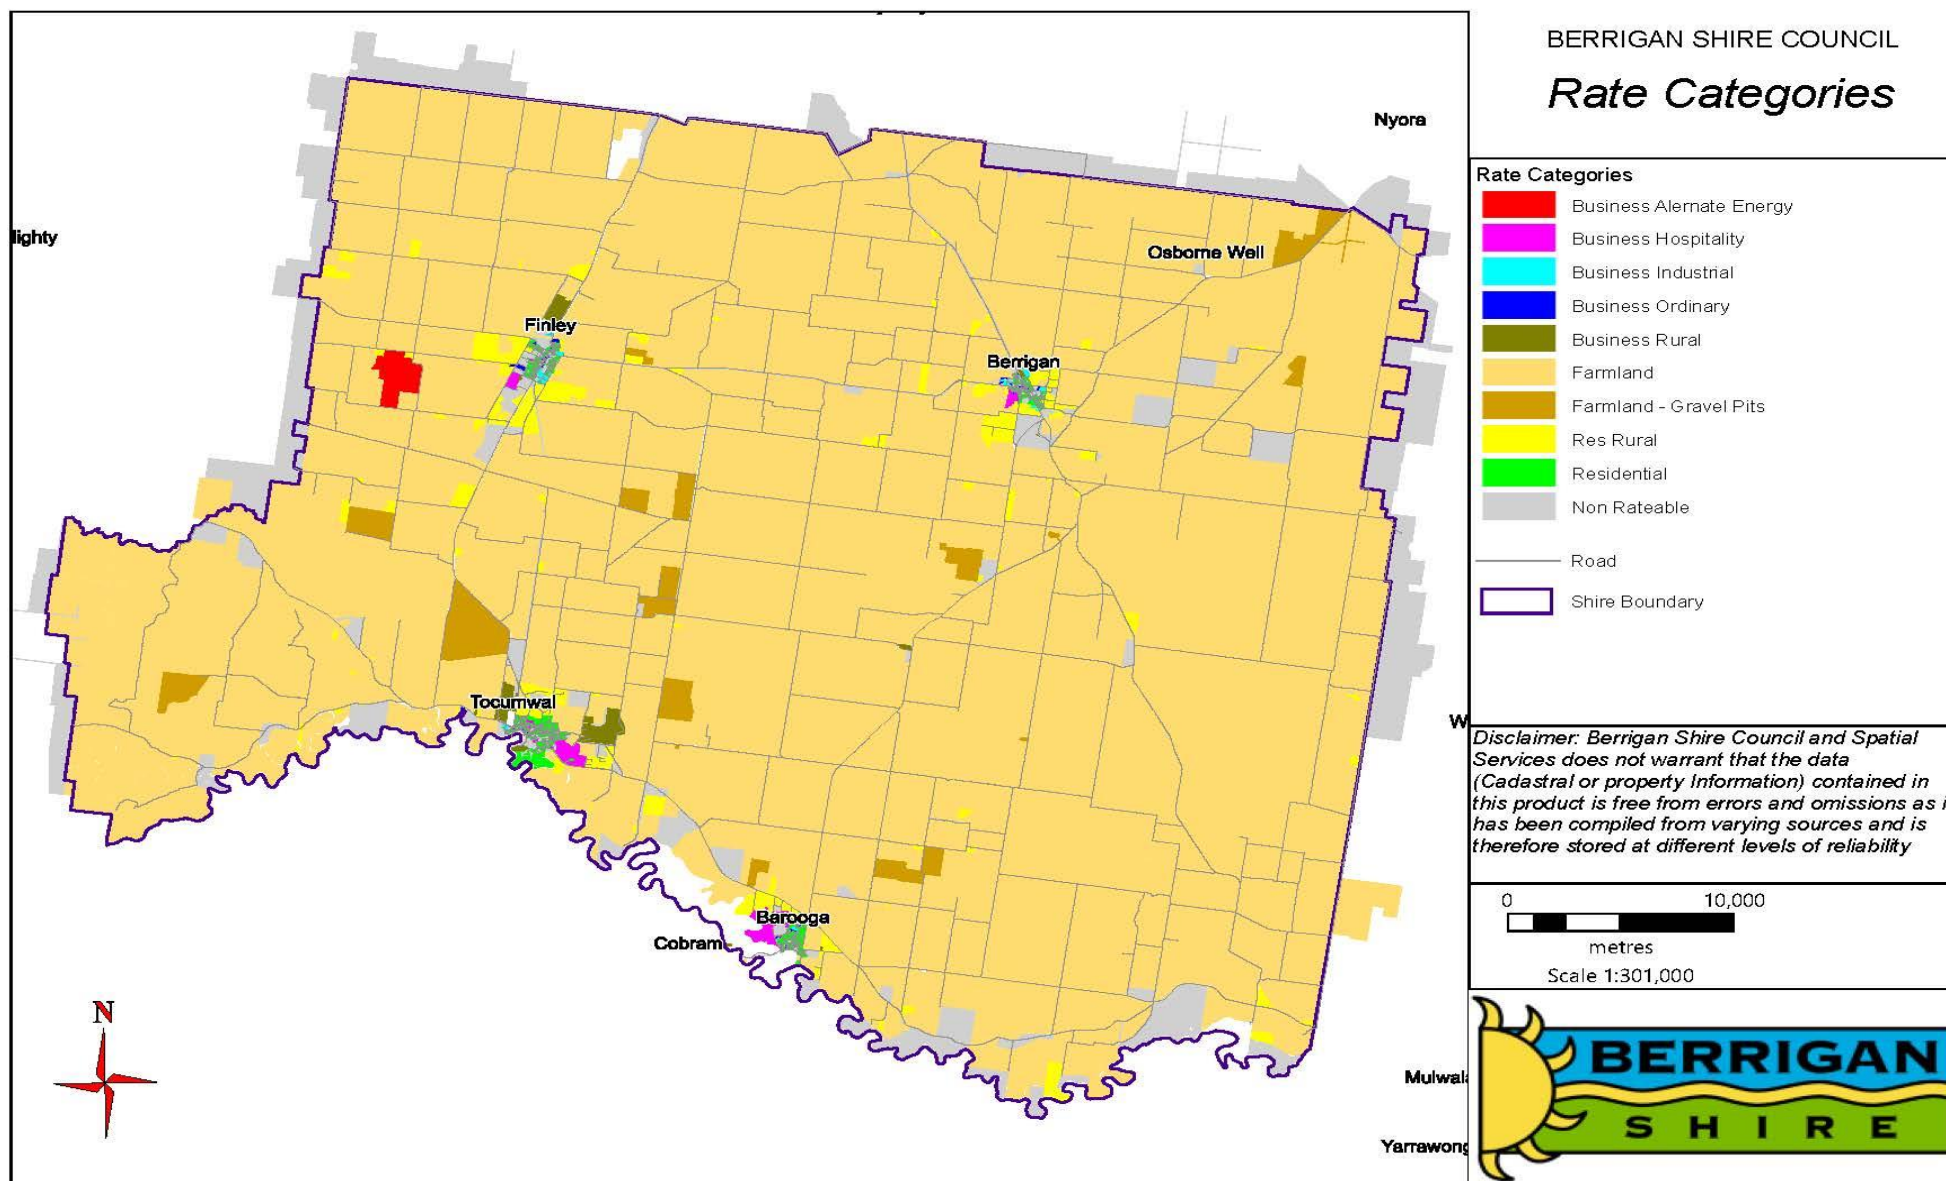 BERRIGAN SHIRE COUNCIL
Rate Categories
Rate Categories
Business Alernate Energy
Business Hospitality
Business Industrial
Business Ordinary
Business Rural
Farmland
Farmland - Gravel Pits
Res Rural
Residential
Non Rateable
Road
Shire Boundary
Disclaimer: Berrigan Shire Council and Spatial
Services does not warrant that the data
(Cadastral or property Information) contained in
this product is free from errors and omissions as i
has been compiled from varying sources and is
therefore stored at different levels of reliability
0 10,000
metres
Scale 1:301,000
BERRIGAN
SHIRE
Nyora
lighty
Osborne Well
Finley
Berrigan
Tocumwal
W
Barooga
Cobram
N
Mulwala
Yarrawong